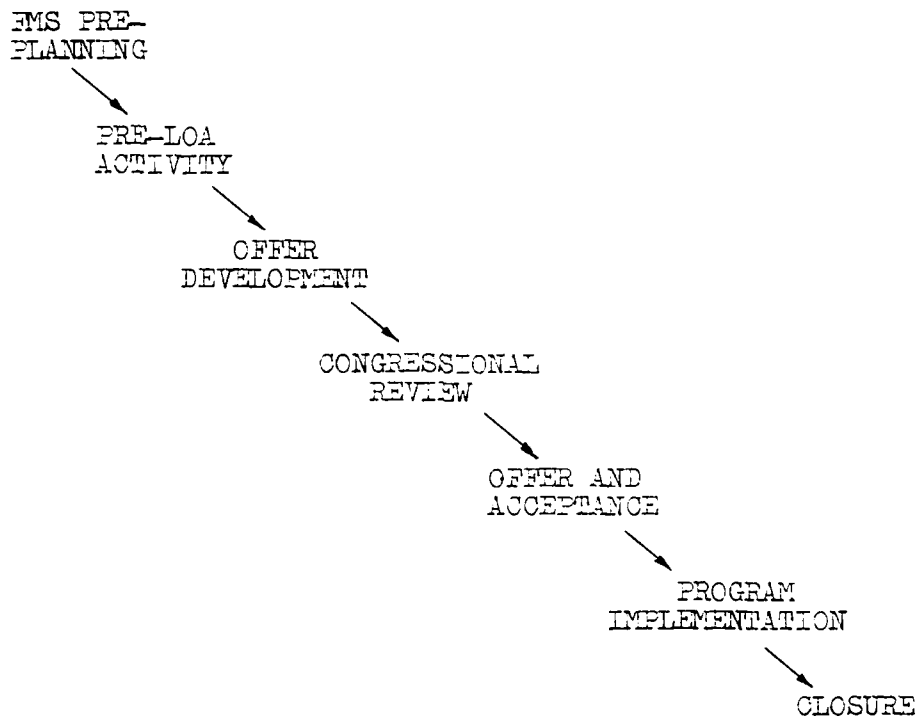 FMS PRE-
PLANNING
PRE-LOA
ACTIVITY
OFFER
DEVELOPMENT
CONGRESSIONAL
REVIEW
OFFER AND
ACCEPTANCE
PROGRAM
IMPLEMENTATION
CLOSURE